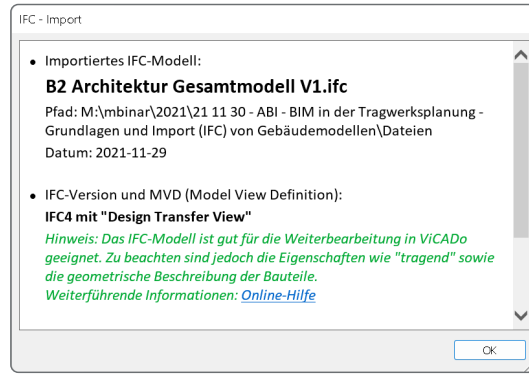 IFC - Import
• Importiertes IFC-Modell:
B2 Architektur Gesamtmodell V1.ifc
Pfad: M:\mbinar\2021\21 11 30 - ABI - BIM in der Tragwerksplanung -
Grundlagen und Import (IFC) von Gebäudemodellen\Dateien
Datum: 2021-11-29
• IFC-Version und MVD (Model View Definition):
IFC4 mit "Design Transfer View"
Hinweis: Das IFC-Modell ist gut für die Weiterbearbeitung in ViCADo
geeignet. Zu beachten sind jedoch die Eigenschaften wie "tragend" sowie
die geometrische Beschreibung der Bauteile.
Weiterführende Informationen: Online-Hilfe
OK